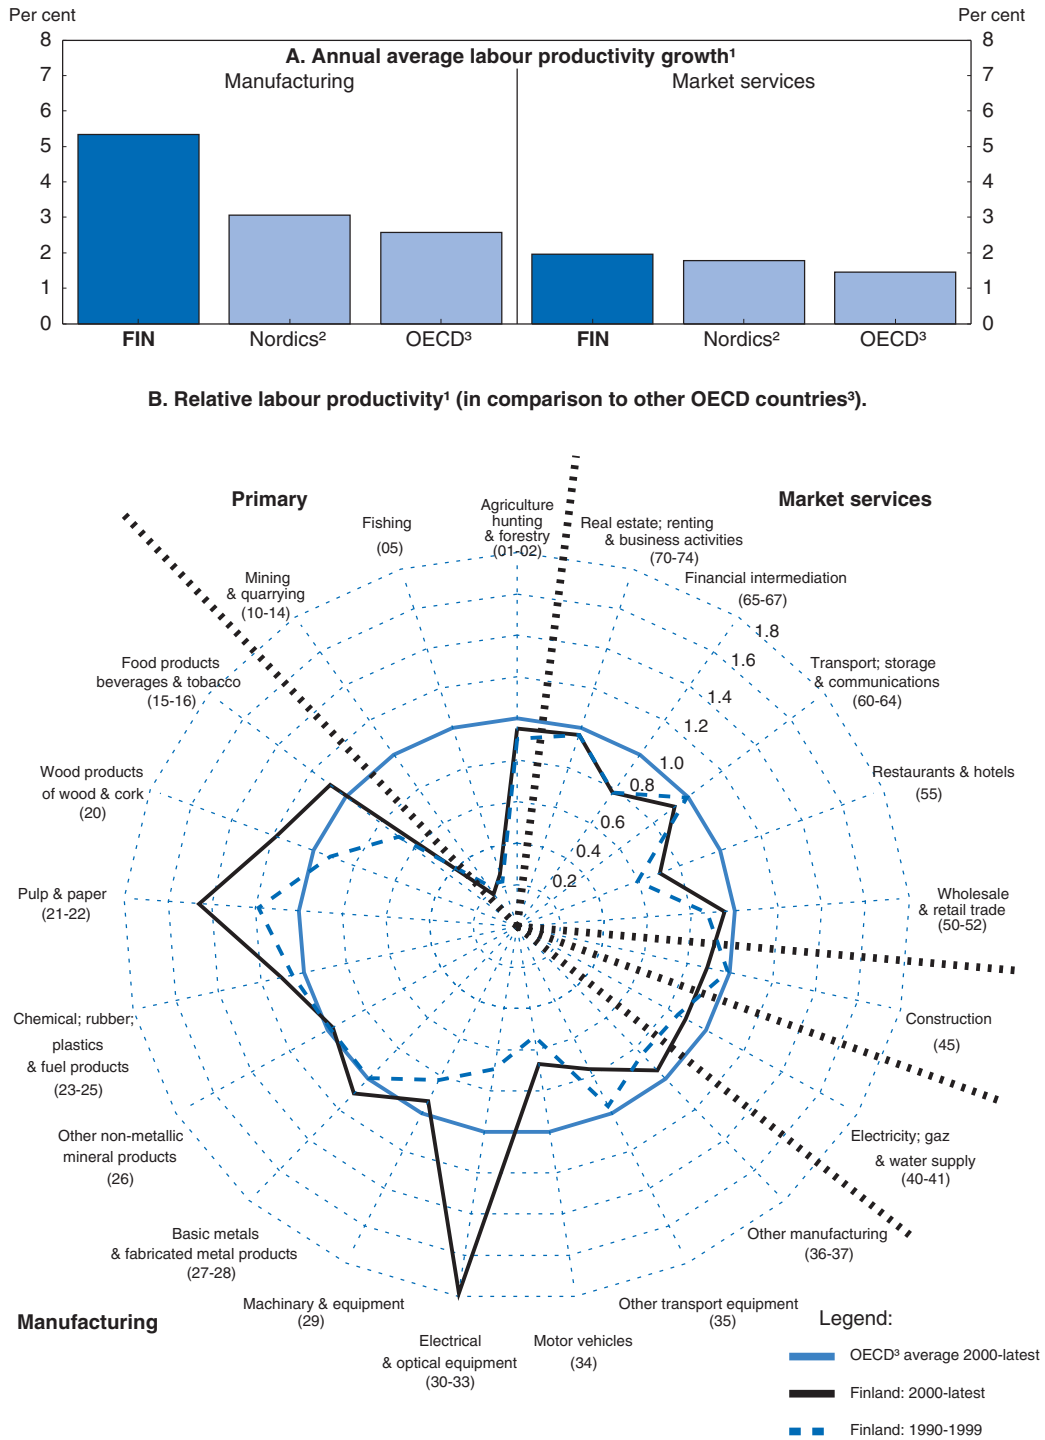 Per cent
Per cent
8
7
6
5
4
3
2
1
0
8
7
6
5
4
3
2
1
0
A. Annual average labour productivity growth¹
Manufacturing
Market services
FIN
Nordics²
OECD³
FIN
Nordics²
OECD³
B. Relative labour productivity¹ (in comparison to other OECD countries³).
Primary
Market services
Manufacturing
Agriculture
hunting
& forestry
(01-02)
Real estate; renting
& business activities
(70-74)
Financial intermediation
(65-67)
Transport; storage
& communications
(60-64)
Restaurants & hotels
(55)
Wholesale
& retail trade
(50-52)
Construction
(45)
Electricity; gaz
& water supply
(40-41)
Other manufacturing
(36-37)
Other transport equipment
(35)
Motor vehicles
(34)
Electrical
& optical equipment
(30-33)
Machinary & equipment
(29)
Basic metals
& fabricated metal products
(27-28)
Other non-metallic
mineral products
(26)
Chemical; rubber;
plastics
& fuel products
(23-25)
Pulp & paper
(21-22)
Wood products
of wood & cork
(20)
Food products
beverages & tobacco
(15-16)
Mining
& quarrying
(10-14)
Fishing
(05)
1.8
1.6
1.4
1.2
1.0
0.8
0.6
0.4
0.2
Legend:
OECD³ average 2000-latest
Finland: 2000-latest
Finland: 1990-1999